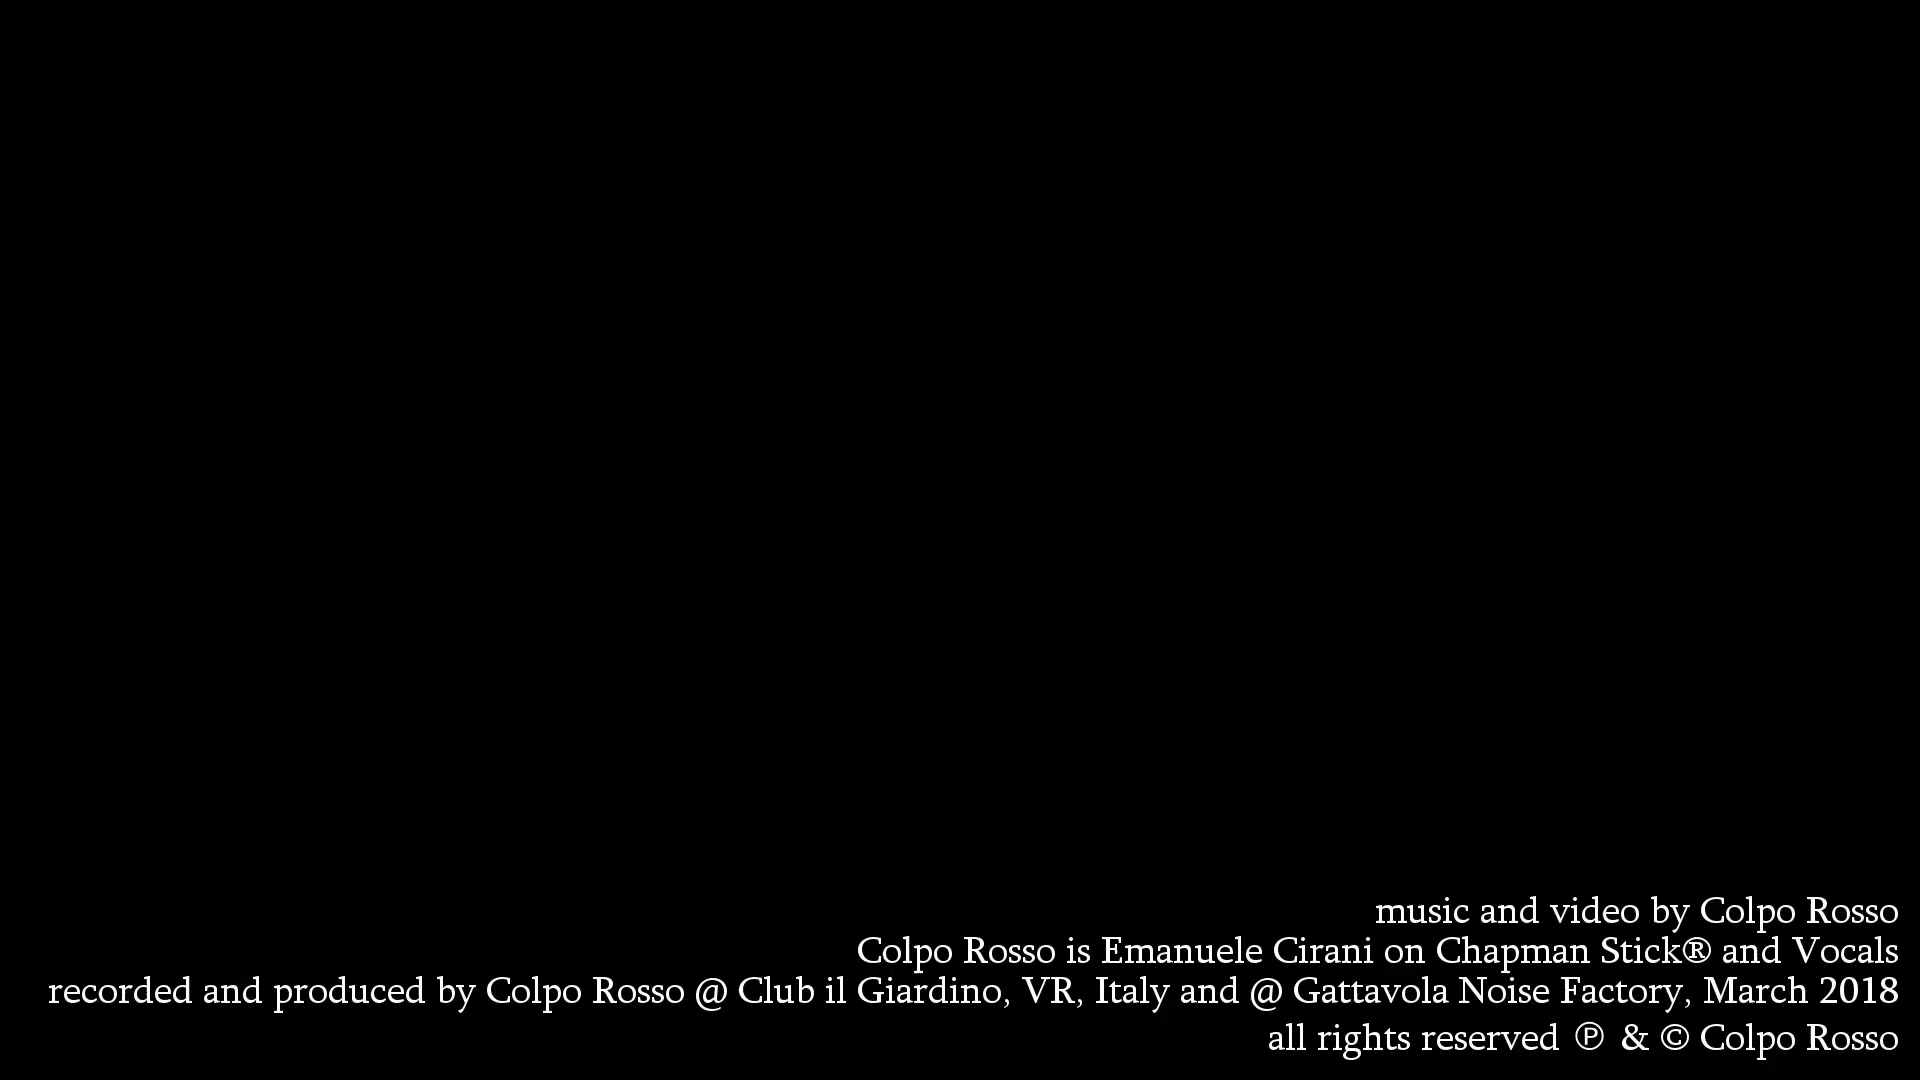 music and video by Colpo Rosso
Colpo Rosso is Emanuele Cirani on Chapman Stick® and Vocals
recorded and produced by Colpo Rosso @ Club il Giardino, VR, Italy and @ Gattavola Noise Factory, March 2018
all rights reserved ℗ & © Colpo Rosso